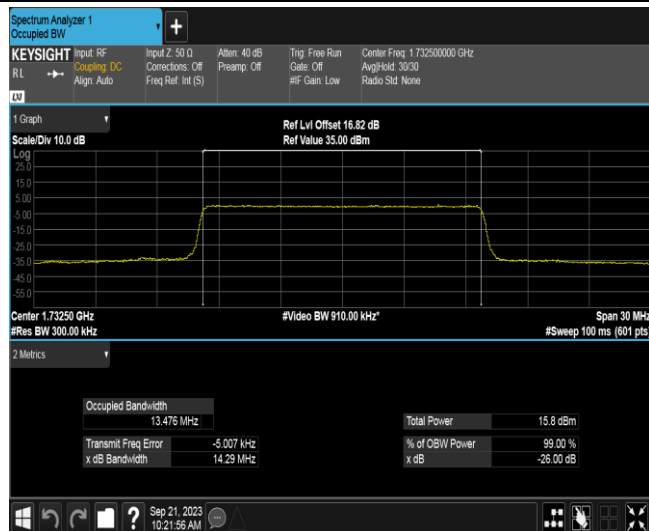 Spectrum Analyzer 1
Occupied BW
+
KEYSIGHT
RL
Input: RF
Coupling: DC
Align: Auto
Input Z: 50 Ω
Corrections: Off
Freq Ref: Int (S)
Atten: 40 dB
Preamp: Off
Trig: Free Run
Gate: Off
#IF Gain: Low
Center Freq: 1.732500000 GHz
Avg|Hold: 30/30
Radio Std: None
LXI
1 Graph
Scale/Div 10.0 dB
Ref Lvl Offset 16.82 dB
Ref Value 35.00 dBm
Log
25.0
15.0
5.00
-5.00
-15.0
-25.0
-35.0
-45.0
-55.0
Center 1.73250 GHz
#Res BW 300.00 kHz
#Video BW 910.00 kHz*
Span 30 MHz
#Sweep 100 ms (601 pts)
2 Metrics
Occupied Bandwidth
13.476 MHz
Transmit Freq Error -5.007 kHz
x dB Bandwidth 14.29 MHz
Total Power 15.8 dBm
% of OBW Power 99.00 %
x dB -26.00 dB
?
Sep 21, 2023
10:21:56 AM